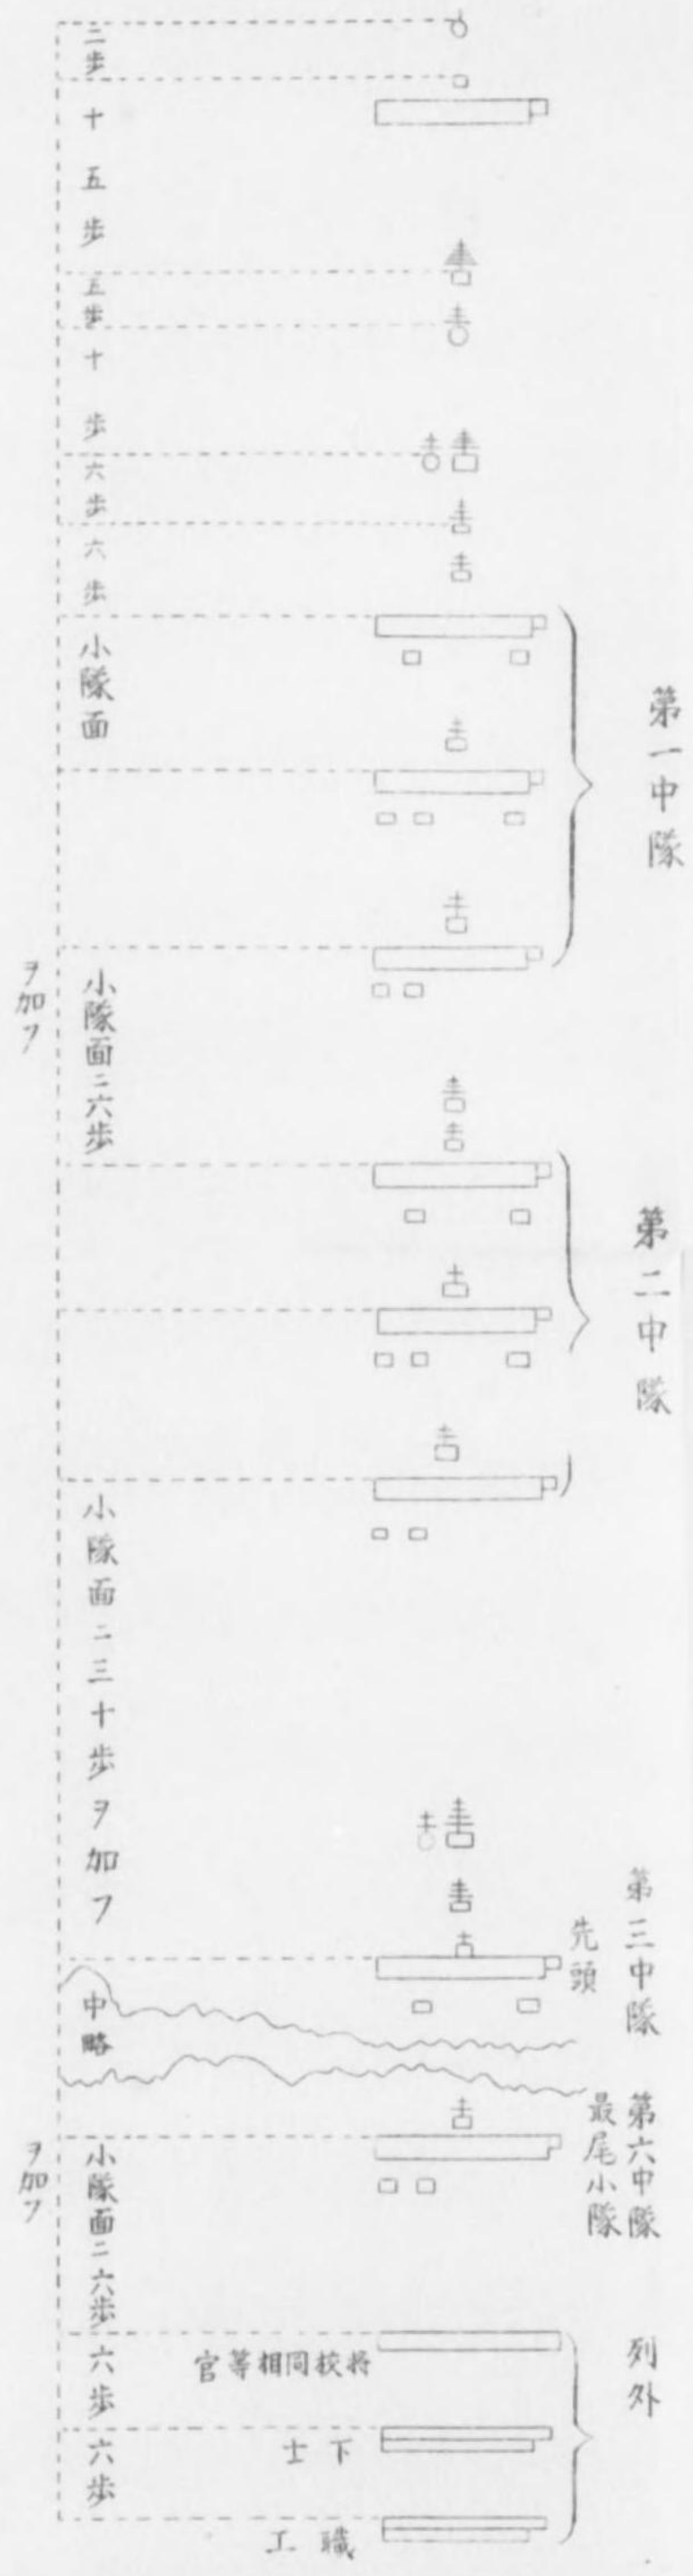 二歩
十五歩
五歩
十歩
六歩
六歩
小隊面
第一中隊
小隊面ニ六歩
ヲ加フ
第二中隊
小隊面ニ三十歩ヲ加フ
第三中隊
先頭
中略
第六中隊
最尾小隊
小隊面ニ六歩
ヲ加フ
列外
官等相同校将
六歩
士下
六歩
工職